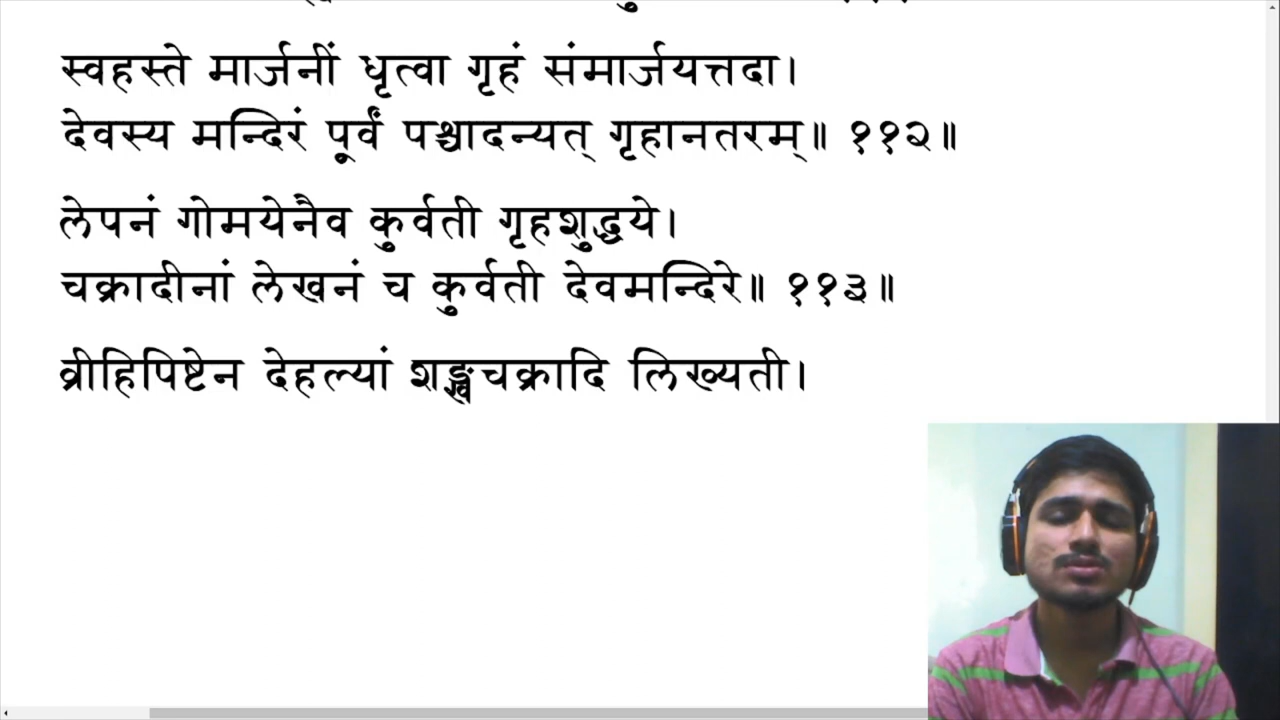 स्वहस्ते मार्जनीं धृत्वा गृहं संमार्जयत्तदा।
देवस्य मन्दिरं पूर्वं पश्चादन्यत् गृहानतरम्॥ ११२॥
लेपनं गोमयेनैव कुर्वती गृहशुद्धये।
चक्रादीनां लेखनं च कुर्वती देवमन्दिरे॥ ११३॥
व्रीहिपिष्टेन देहल्यां शङ्खचक्रादि लिख्यती।